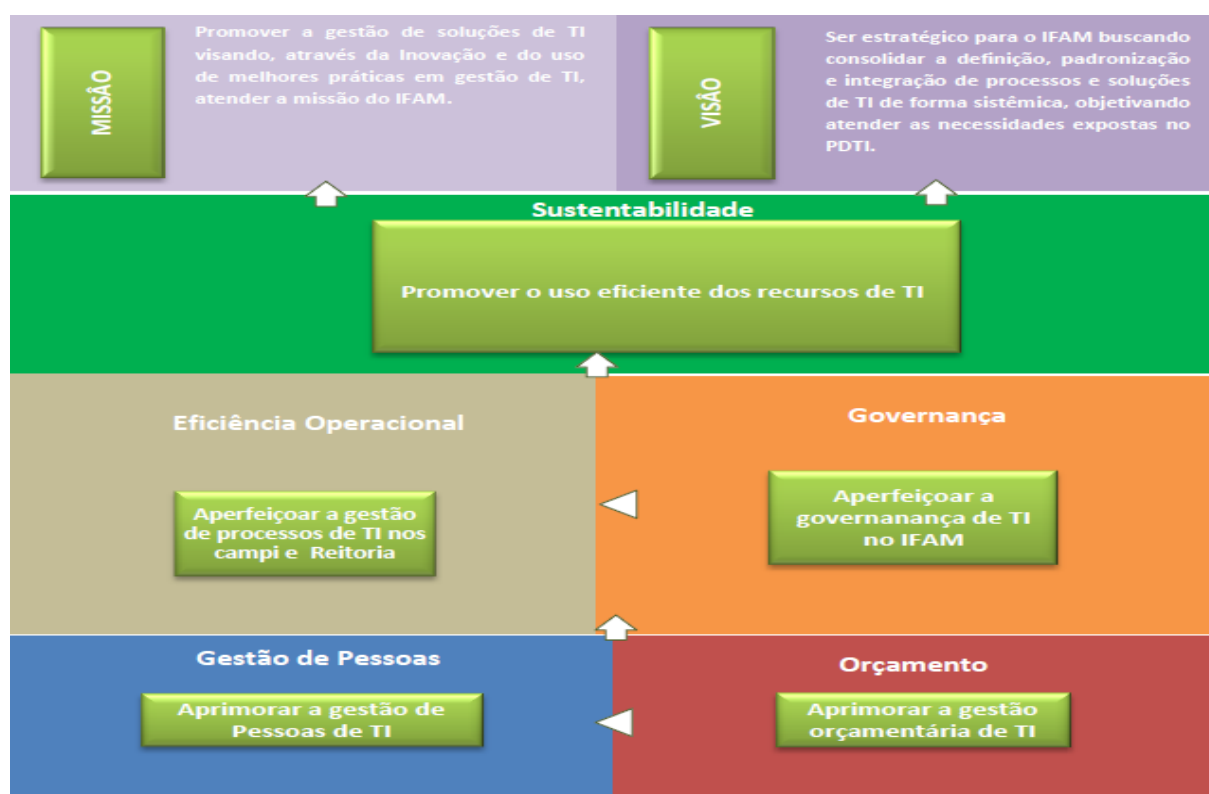 MISSÂO
Promover a gestão de soluções de TI
visando, através da Inovação e do uso
de melhores práticas em gestão de TI,
atender a missão do IFAM.
VISÂO
Ser estratégico para o IFAM buscando
consolidar a definição, padronização
e integração de processos e soluções
de TI de forma sistêmica, objetivando
atender as necessidades expostas no
PDTI.
Sustentabilidade
Promover o uso eficiente dos recursos de TI
Eficiência Operacional
Aperfeiçoar a gestão
de processos de TI nos
campi e Reitoria
Governança
Aperfeiçoar a
governanança de TI
no IFAM
Gestão de Pessoas
Aprimorar a gestão de
Pessoas de TI
Orçamento
Aprimorar a gestão
orçamentária de TI